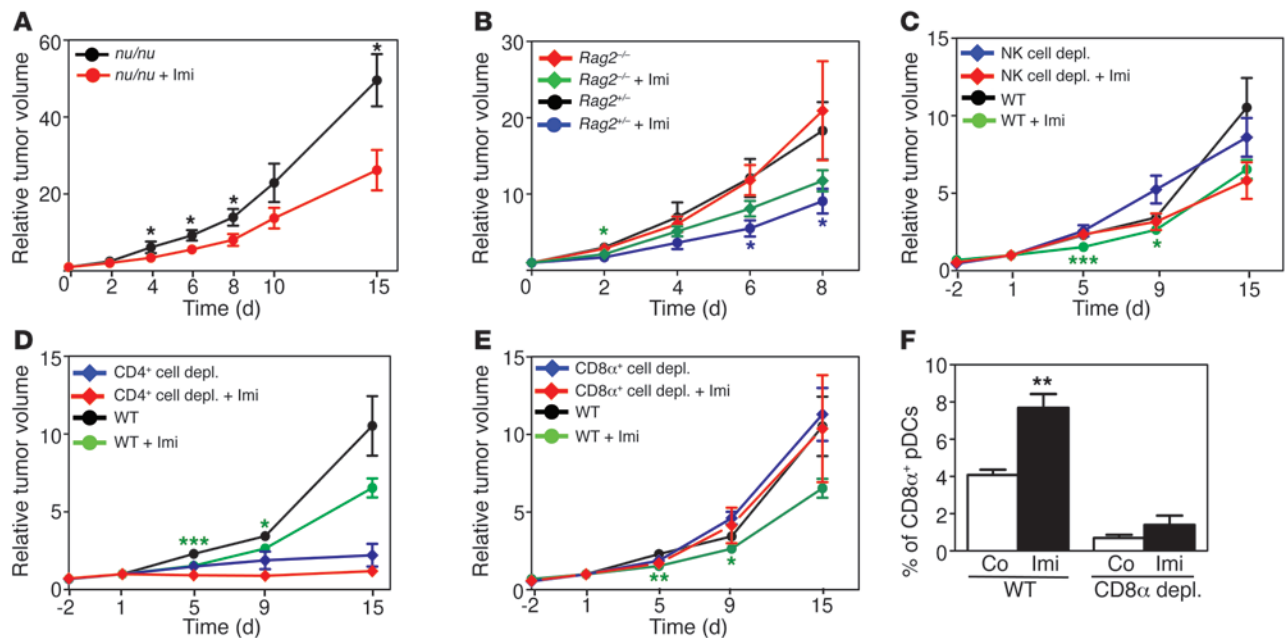 A
Relative tumor volume
60
40
20
nu/nu
nu/nu + Imi
*
*
*
*
*
0
2
4
6
8
10
15
Time (d)
B
Relative tumor volume
30
20
10
0
Rag2⁻/⁻
Rag2⁻/⁻ + Imi
Rag2⁺/⁻
Rag2⁺/⁻ + Imi
*
*
*
0
2
4
6
8
Time (d)
C
Relative tumor volume
15
10
5
0
NK cell depl.
NK cell depl. + Imi
WT
WT + Imi
***
*
-2
1
5
9
15
Time (d)
D
Relative tumor volume
15
10
5
0
CD4⁺ cell depl.
CD4⁺ cell depl. + Imi
WT
WT + Imi
***
*
-2
1
5
9
15
Time (d)
E
Relative tumor volume
15
10
5
0
CD8α⁺ cell depl.
CD8α⁺ cell depl. + Imi
WT
WT + Imi
**
*
-2
1
5
9
15
Time (d)
F
% of CD8α⁺ pDCs
10
8
6
4
2
0
**
Co Imi Co Imi
WT CD8α depl.